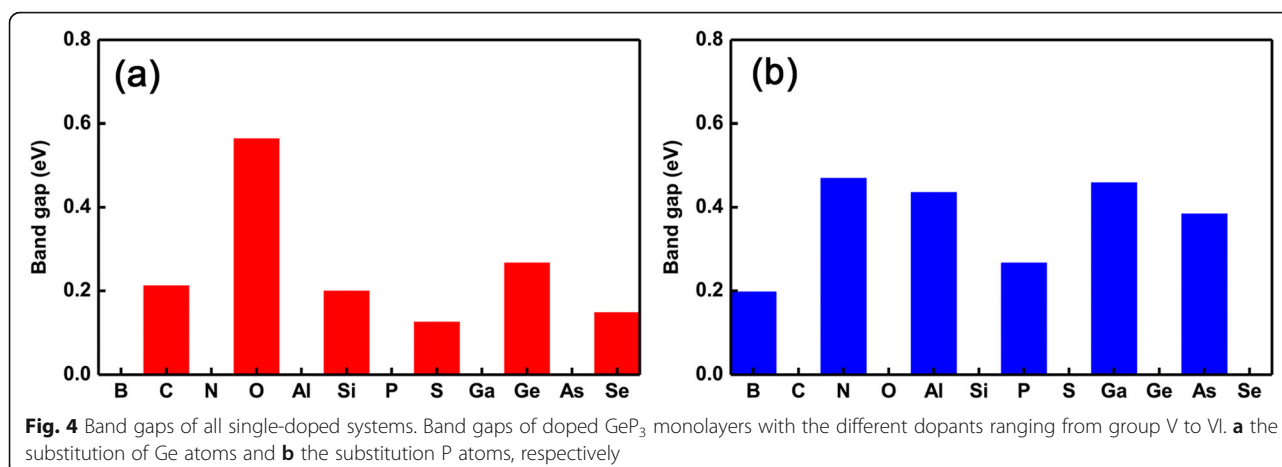 (a)
Band gap (eV)
0.8
0.6
0.4
0.2
0.0
B C N O Al Si P S Ga Ge As Se
(b)
Band gap (eV)
0.8
0.6
0.4
0.2
0.0
B C N O Al Si P S Ga Ge As Se
Fig. 4 Band gaps of all single-doped systems. Band gaps of doped GeP₃ monolayers with the different dopants ranging from group V to VI. a the
substitution of Ge atoms and b the substitution P atoms, respectively